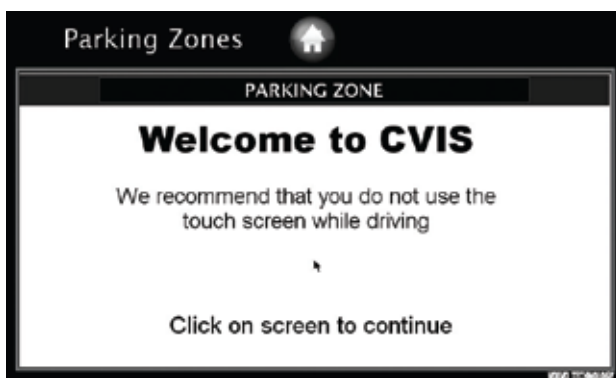 Parking Zones
PARKING ZONE
Welcome to CVIS
We recommend that you do not use the
touch screen while driving
Click on screen to continue